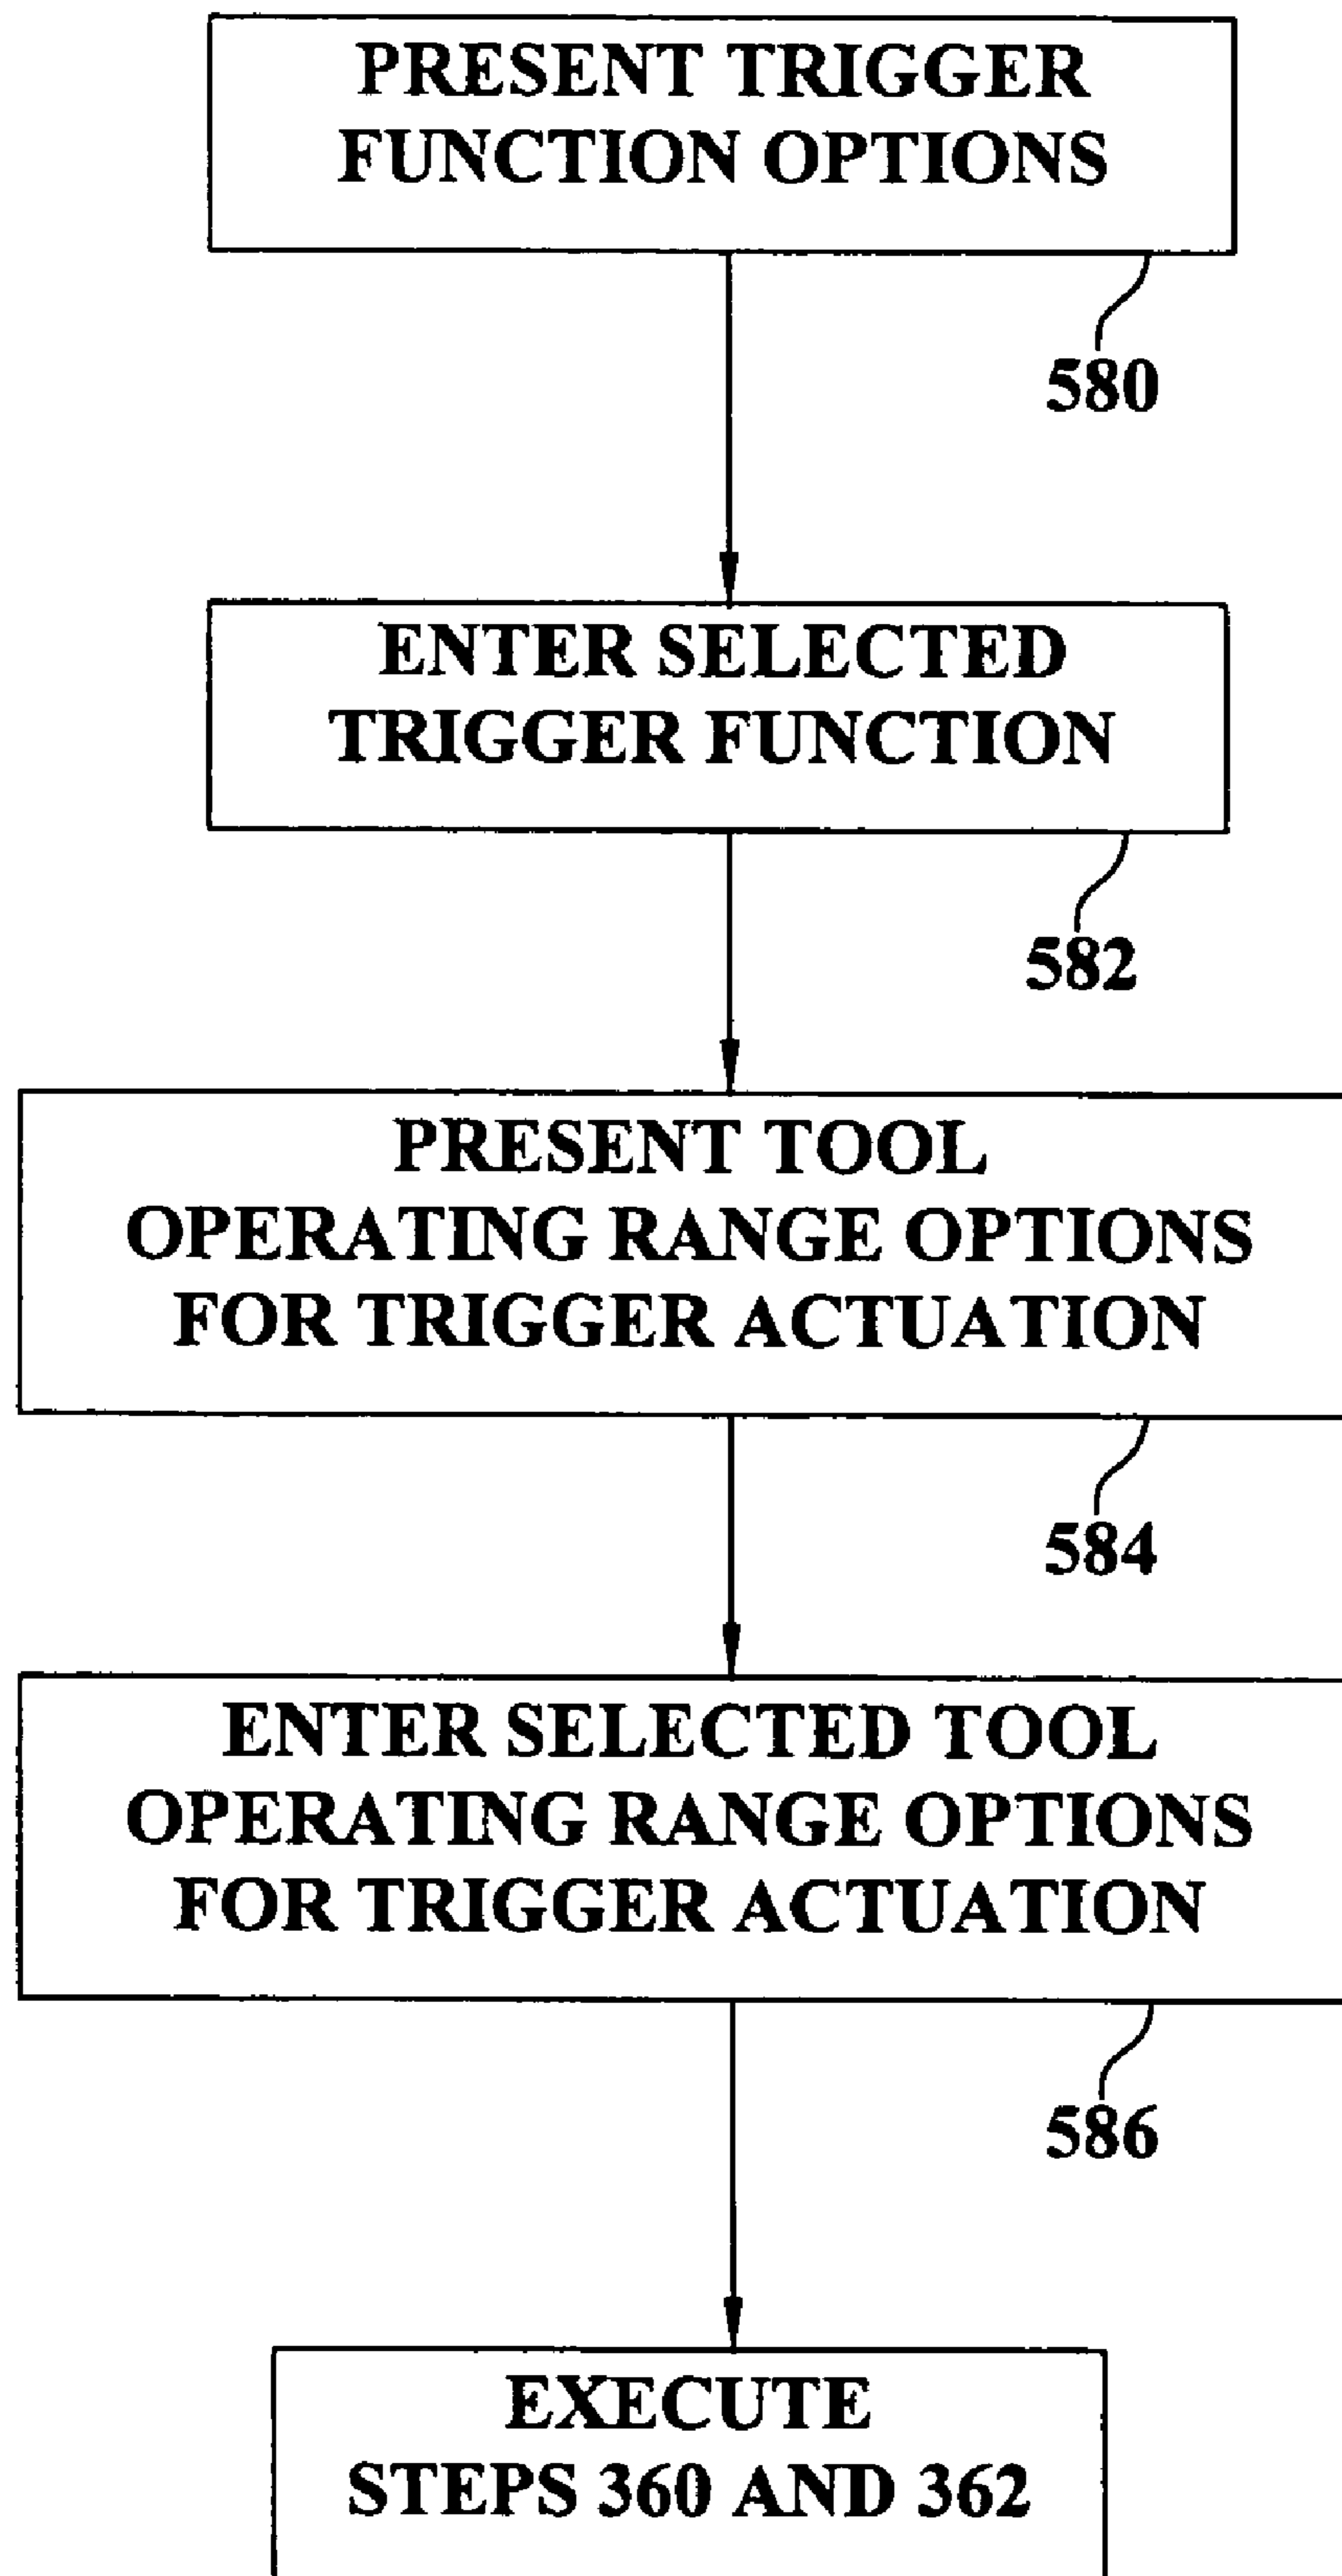 PRESENT TRIGGER
FUNCTION OPTIONS
580
ENTER SELECTED
TRIGGER FUNCTION
582
PRESENT TOOL
OPERATING RANGE OPTIONS
FOR TRIGGER ACTUATION
584
ENTER SELECTED TOOL
OPERATING RANGE OPTIONS
FOR TRIGGER ACTUATION
586
EXECUTE
STEPS 360 AND 362